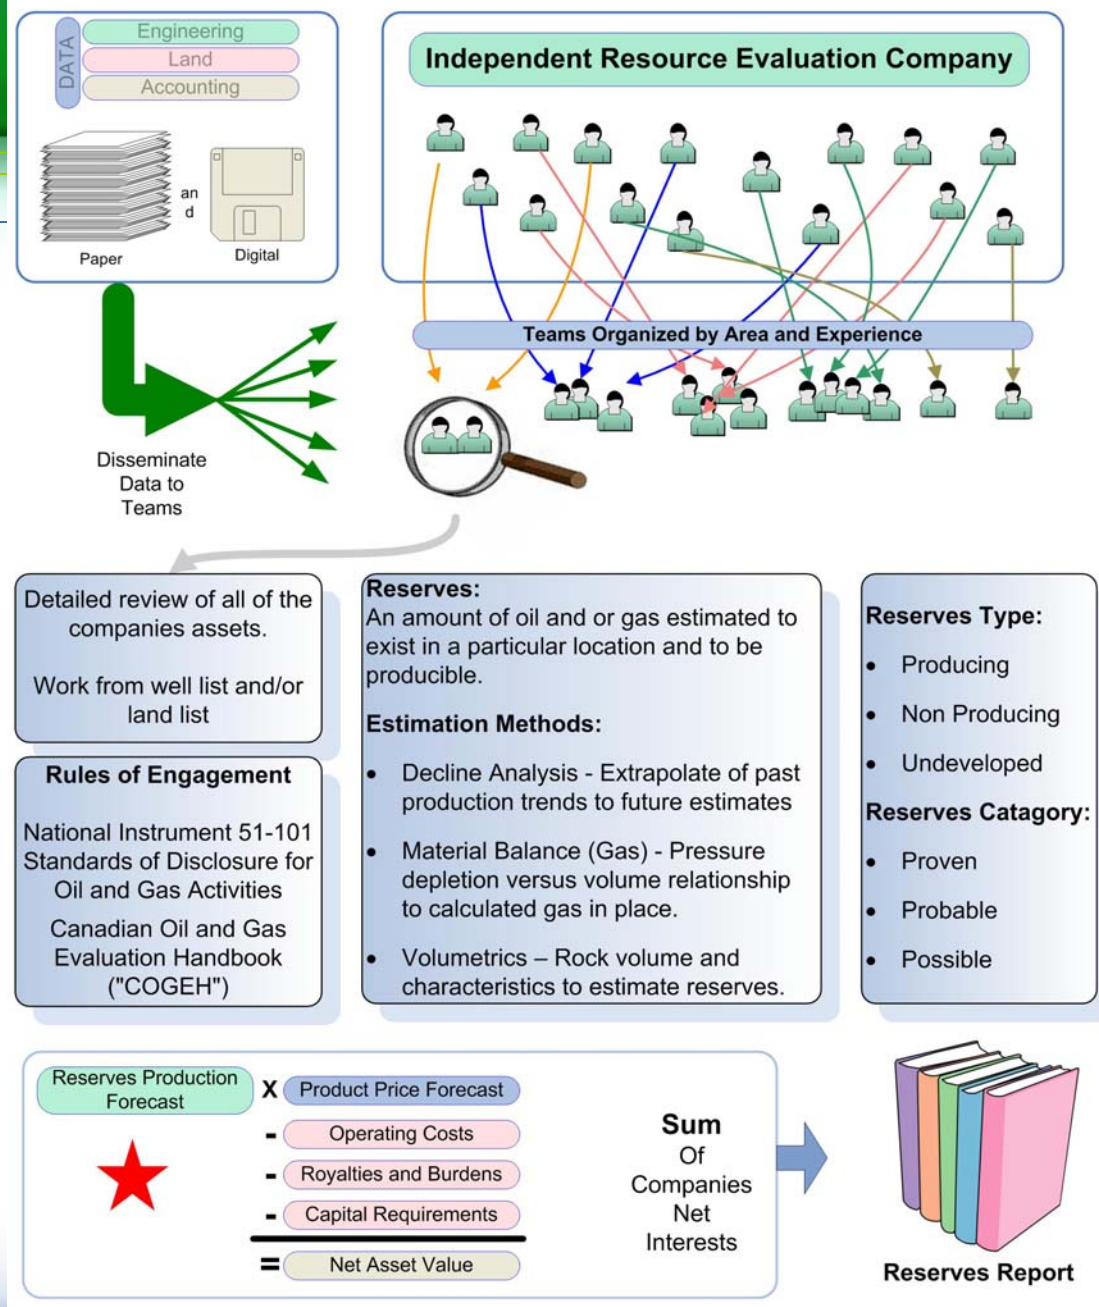 DATA
Engineering
Land
Accounting
Paper
an
d
Digital
Independent Resource Evaluation Company
Teams Organized by Area and Experience
Disseminate
Data to
Teams
Detailed review of all of the
companies assets.
Work from well list and/or
land list
Rules of Engagement
National Instrument 51-101
Standards of Disclosure for
Oil and Gas Activities
Canadian Oil and Gas
Evaluation Handbook
("COGEH")
Reserves:
An amount of oil and or gas estimated to
exist in a particular location and to be
producible.
Estimation Methods:
• Decline Analysis - Extrapolate of past
production trends to future estimates
• Material Balance (Gas) - Pressure
depletion versus volume relationship
to calculated gas in place.
• Volumetrics – Rock volume and
characteristics to estimate reserves.
Reserves Type:
• Producing
• Non Producing
• Undeveloped
Reserves Catagory:
• Proven
• Probable
• Possible
Reserves Production
Forecast
X Product Price Forecast
- Operating Costs
- Royalties and Burdens
- Capital Requirements
= Net Asset Value
Sum
Of
Companies
Net
Interests
Reserves Report